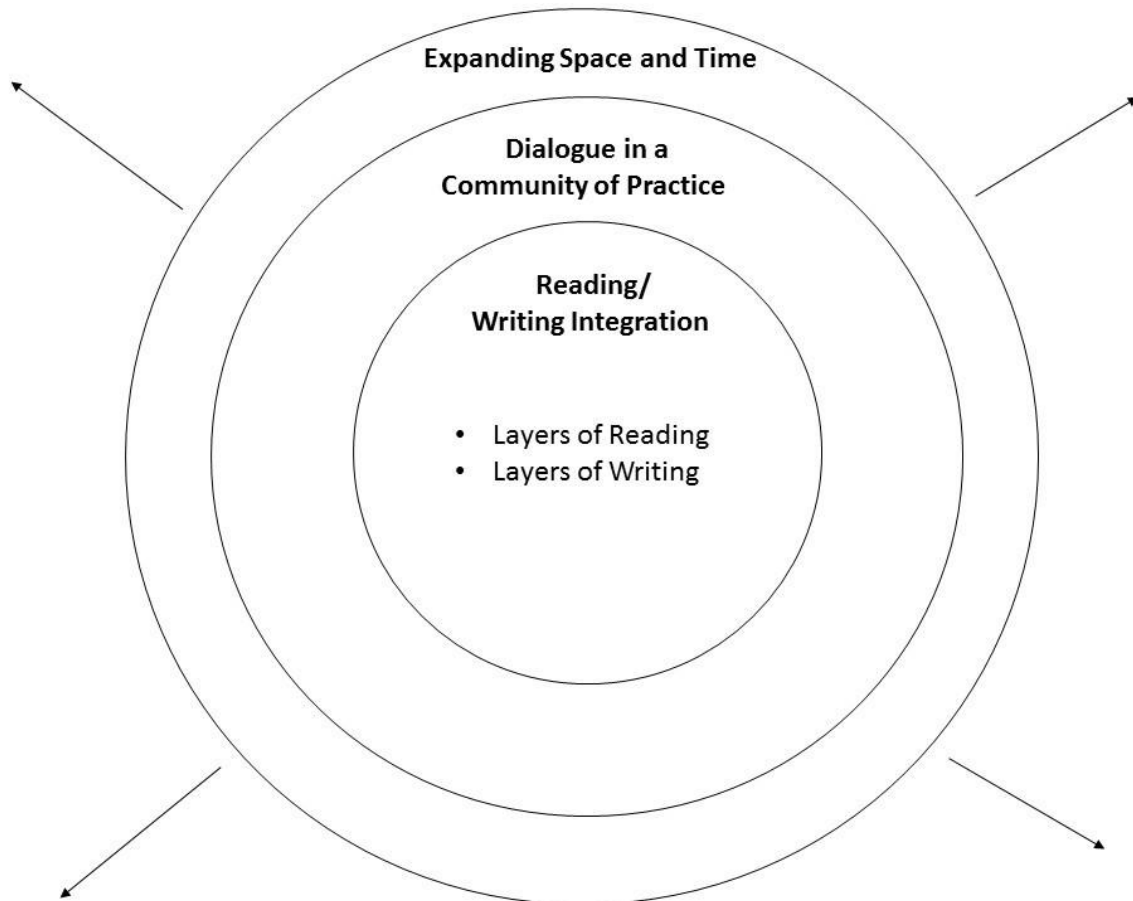 Expanding Space and Time
Dialogue in a
Community of Practice
Reading/
Writing Integration
• Layers of Reading
• Layers of Writing